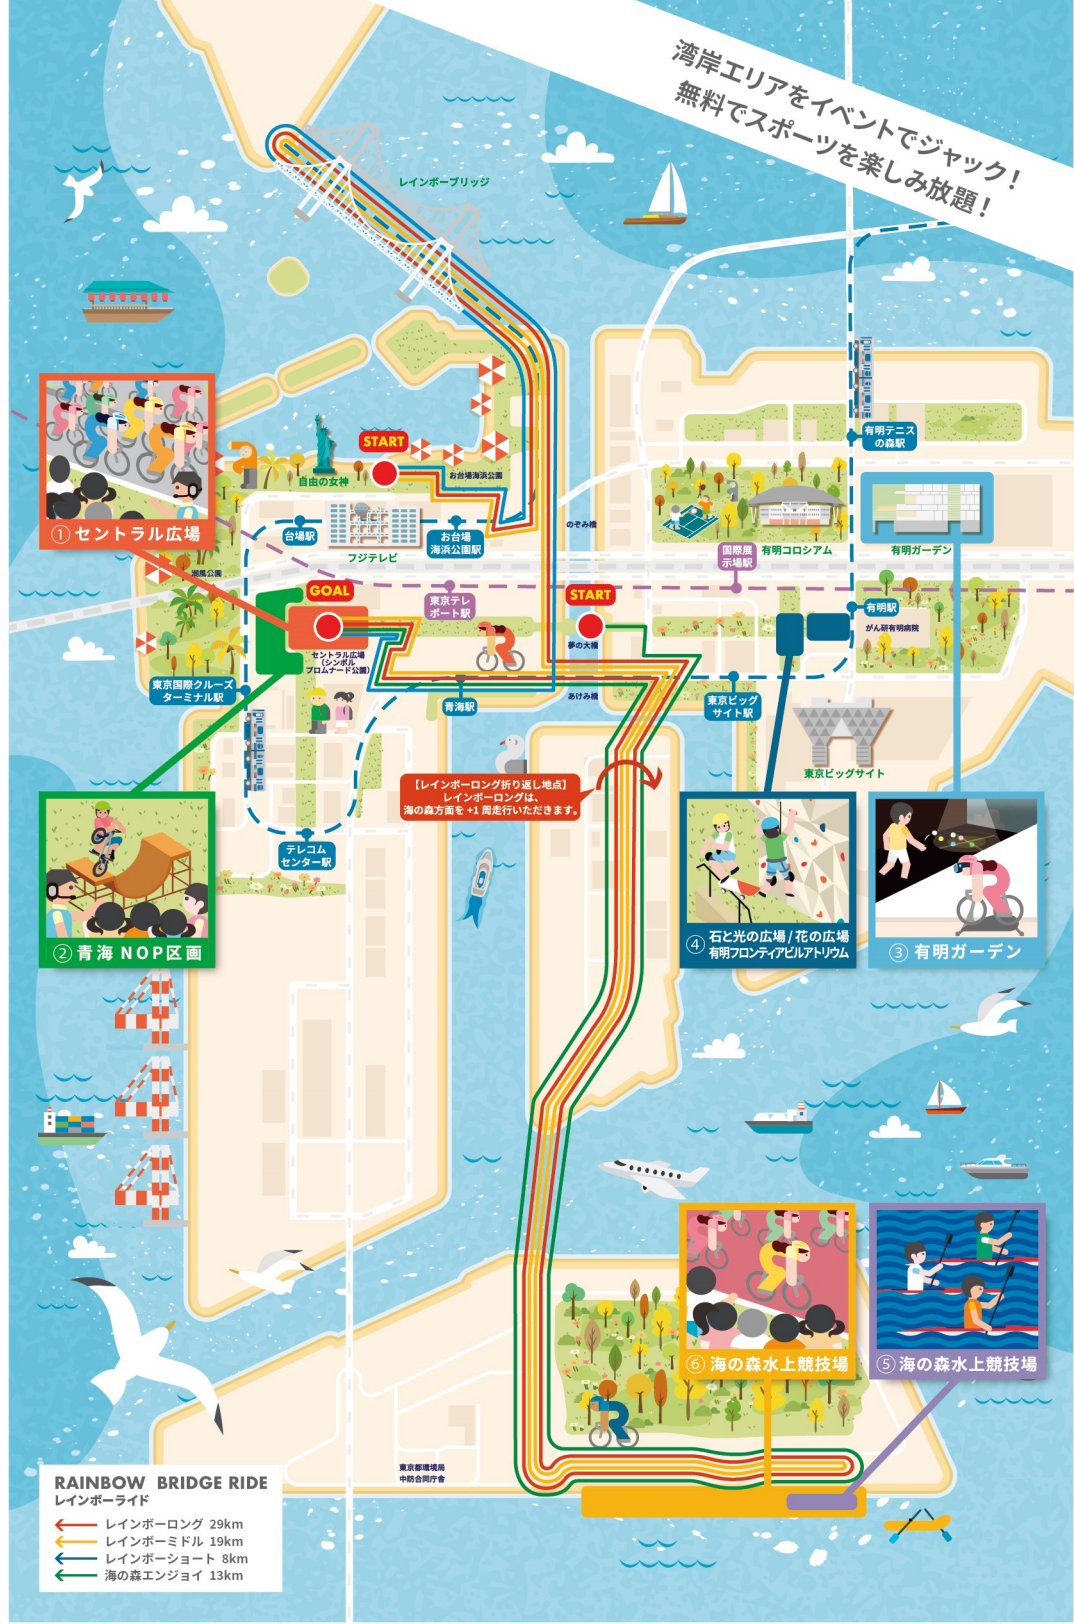 湾岸エリアをイベントでジャック！
無料でスポーツを楽しみ放題！
レインボーブリッジ
有明テニス
の森駅
START
お台場海浜公園
自由の女神
① セントラル広場
台場駅
フジテレビ
お台場
海浜公園駅
のぞみ橋
国際展
示場駅
有明コロシアム
有明ガーデン
潮風公園
GOAL
東京テレ
ポート駅
START
有明駅
がん研有明病院
夢の大橋
セントラル広場
（シンボル
プロムナード公園）
東京国際クルーズ
ターミナル駅
青海駅
あけみ橋
東京ビッグ
サイト駅
東京ビッグサイト
【レインボーロング折り返し地点】
レインボーロングは、
海の森方面を +1 周走行いただきます。
テレコム
センター駅
② 青海 NOP区画
④ 石と光の広場 / 花の広場
有明フロンティアビルアトリウム
③ 有明ガーデン
⑥ 海の森水上競技場
⑤ 海の森水上競技場
東京都環境局
中防合同庁舎
RAINBOW BRIDGE RIDE
レインボーライド
レインボーロング 29km
レインボーミドル 19km
レインボーショート 8km
海の森エンジョイ 13km